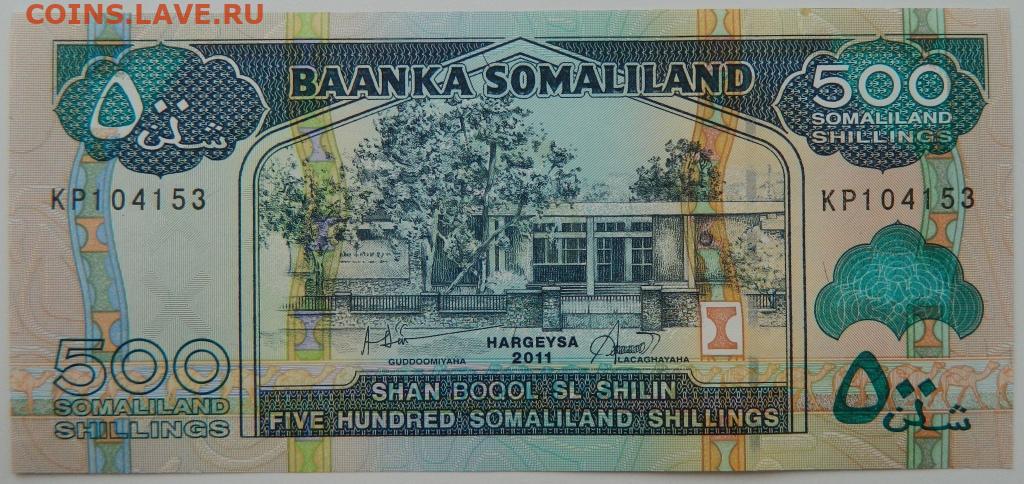 COINS.LAVE.RU
BAANKA SOMALILAND
٥٠٠
شلن
500
SOMALILAND
SHILLINGS
KP104153
KP104153
HARGEYSA
2011
GUDDOOMIYAHA
LACAGHAYAHA
500
SOMALILAND
SHILLINGS
SHAN BOQOL SL SHILIN
FIVE HUNDRED SOMALILAND SHILLINGS
٥٠٠
شلن